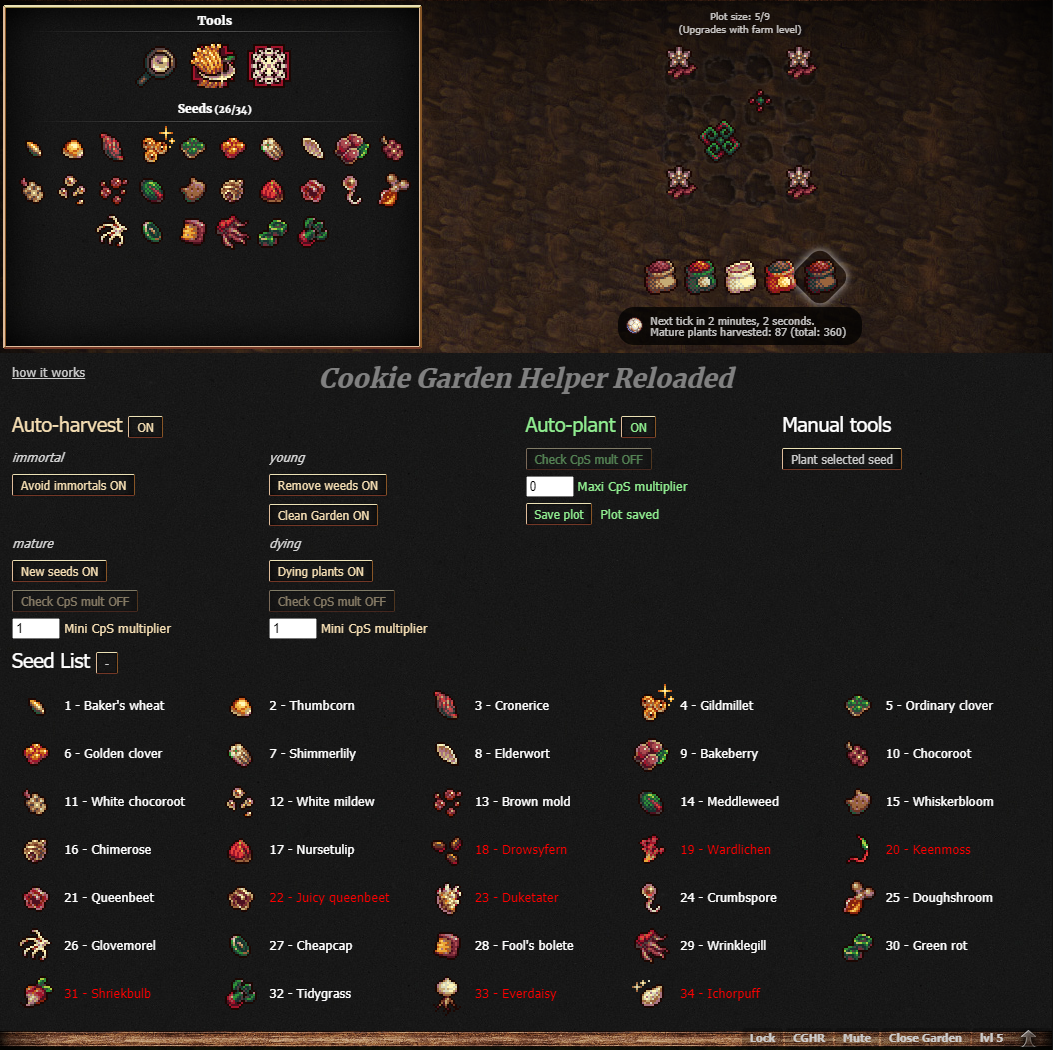 Tools
Seeds (26/34)
Plot size: 5/9
(Upgrades with farm level)
Next tick in 2 minutes, 2 seconds.
Mature plants harvested: 87 (total: 360)
how it works
Cookie Garden Helper Reloaded
Auto-harvest ON
immortal
Avoid immortals ON
young
Remove weeds ON
Clean Garden ON
mature
New seeds ON
Check CpS mult OFF
1 Mini CpS multiplier
dying
Dying plants ON
Check CpS mult OFF
1 Mini CpS multiplier
Auto-plant ON
Check CpS mult OFF
0 Maxi CpS multiplier
Save plot Plot saved
Manual tools
Plant selected seed
Seed List -
1 - Baker's wheat
2 - Thumbcorn
3 - Cronerice
4 - Gildmillet
5 - Ordinary clover
6 - Golden clover
7 - Shimmerlily
8 - Elderwort
9 - Bakeberry
10 - Chocoroot
11 - White chocoroot
12 - White mildew
13 - Brown mold
14 - Meddleweed
15 - Whiskerbloom
16 - Chimerose
17 - Nursetulip
18 - Drowsyfern
19 - Wardlichen
20 - Keenmoss
21 - Queenbeet
22 - Juicy queenbeet
23 - Duketater
24 - Crumbspore
25 - Doughshroom
26 - Glovemorel
27 - Cheapcap
28 - Fool's bolete
29 - Wrinklegill
30 - Green rot
31 - Shriekbulb
32 - Tidygrass
33 - Everdaisy
34 - Ichorpuff
Lock CGHR Mute Close Garden lvl 5